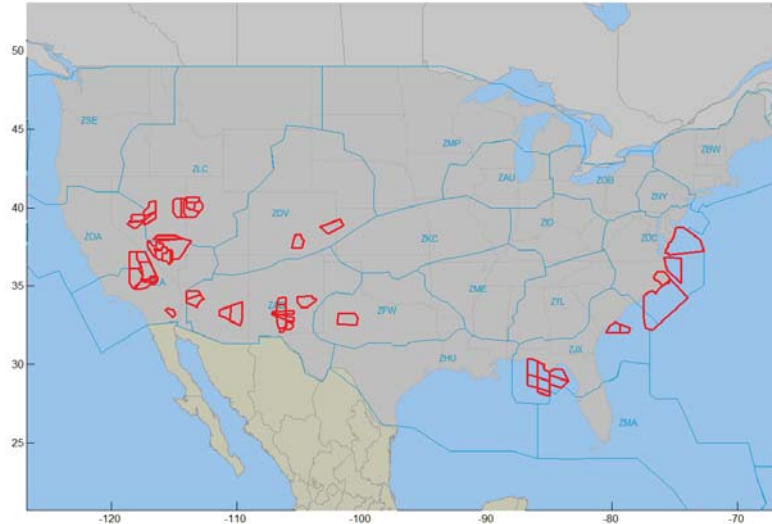 50
ZSE
45
ZMP
ZBW
ZLC
ZAU
ZOB
ZNY
40
ZDV
ZID
ZOA
ZKC
ZDC
ZME
35
ZFW
ZTL
ZJX
ZHU
30
ZMA
25
-120
-110
-100
-90
-80
-70